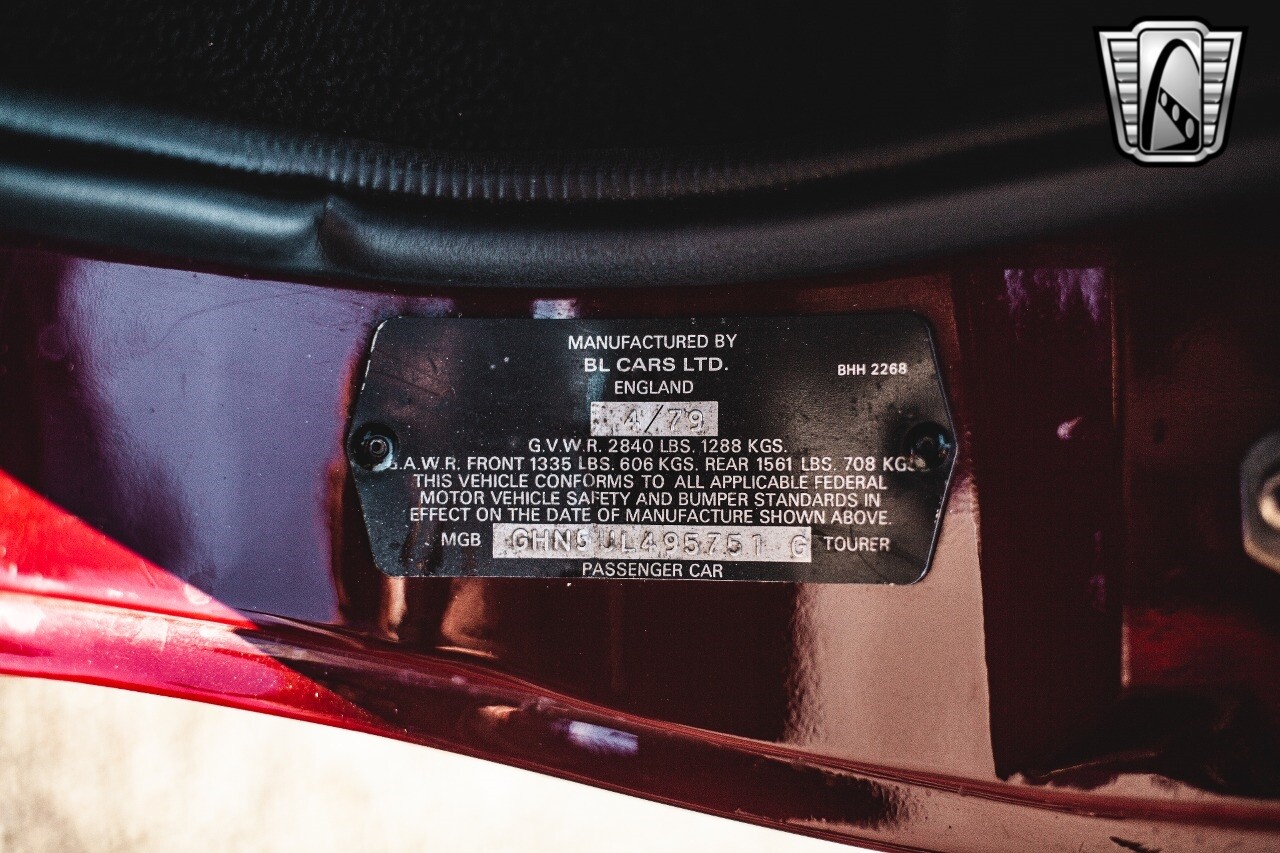 MANUFACTURED BY
BL CARS LTD.
BHH 2268
ENGLAND
4/79
G.V.W.R. 2840 LBS. 1288 KGS.
G.A.W.R. FRONT 1335 LBS. 606 KGS. REAR 1561 LBS. 708 KGS
THIS VEHICLE CONFORMS TO ALL APPLICABLE FEDERAL
MOTOR VEHICLE SAFETY AND BUMPER STANDARDS IN
EFFECT ON THE DATE OF MANUFACTURE SHOWN ABOVE.
MGB GHN5UL495751 G TOURER
PASSENGER CAR